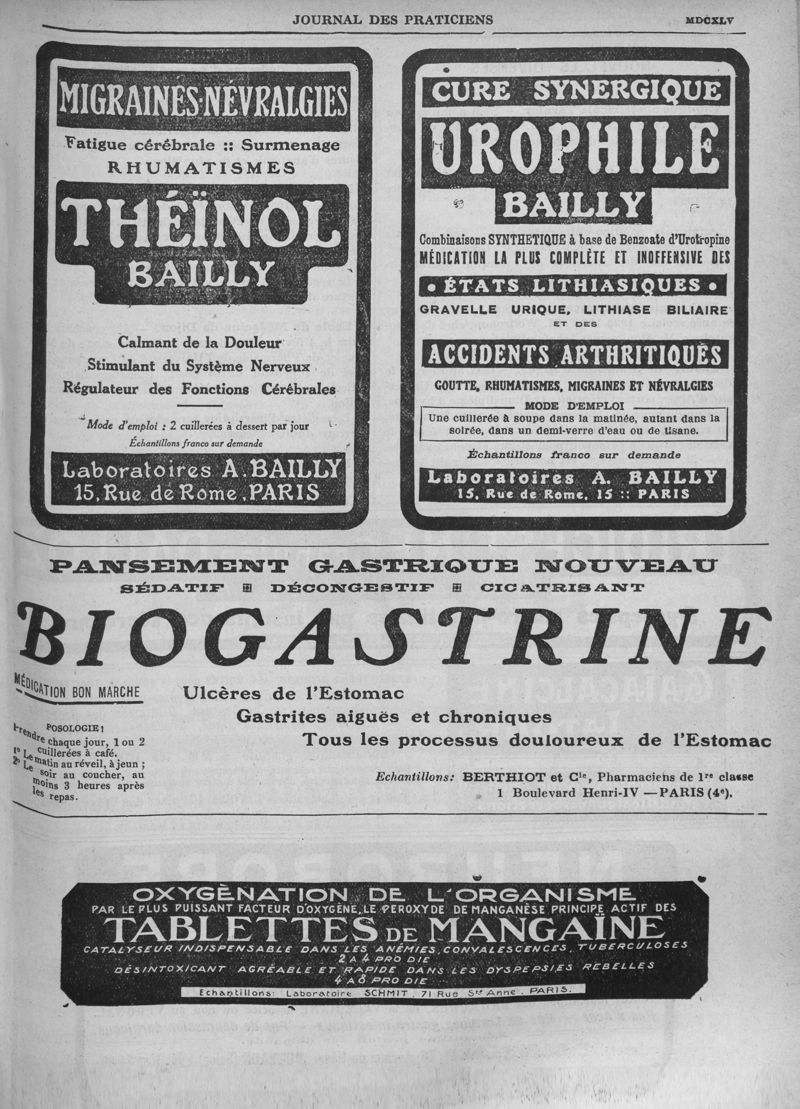 JOURNAL DES PRATICIENS
MDCXLV
MIGRAINES-NÉVRALGIES
Fatigue cérébrale :: Surmenage
RHUMATISMES
THÉÏNOL
BAILLY
Calmant de la Douleur
Stimulant du Système Nerveux
Régulateur des Fonctions Cérébrales
Mode d'emploi : 2 cuillerées à dessert par jour
Échantillons franco sur demande
Laboratoires A. BAILLY
15, Rue de Rome, PARIS
CURE SYNERGIQUE
UROPHILE
BAILLY
Combinaisons SYNTHETIQUE à base de Benzoate d'Urotropine
MÉDICATION LA PLUS COMPLÈTE ET INOFFENSIVE DES
• ÉTATS LITHIASIQUES •
GRAVELLE URIQUE, LITHIASE BILIAIRE
ET DES
ACCIDENTS ARTHRITIQUES
GOUTTE, RHUMATISMES, MIGRAINES ET NÉVRALGIES
MODE D'EMPLOI
Une cuillerée à soupe dans la matinée, autant dans la
soirée, dans un demi-verre d'eau ou de tisane.
Échantillons franco sur demande
Laboratoires A. BAILLY
15, Rue de Rome, 15 :: PARIS
PANSEMENT GASTRIQUE NOUVEAU
SÉDATIF ⊞ DÉCONGESTIF ⊞ CICATRISANT
BIOGASTRINE
MÉDICATION BON MARCHE
POSOLOGIE :
Prendre chaque jour, 1 ou 2
cuillerées à café.
1º Le matin au réveil, à jeun ;
2º Le soir au coucher, au
moins 3 heures après
les repas.
Ulcères de l'Estomac
Gastrites aiguës et chroniques
Tous les processus douloureux de l'Estomac
Echantillons: BERTHIOT et Cie, Pharmaciens de 1re classe
1 Boulevard Henri-IV — PARIS (4e).
OXYGÈNATION DE L'ORGANISME
PAR LE PLUS PUISSANT FACTEUR D'OXYGÈNE, LE PEROXYDE DE MANGANÈSE PRINCIPE ACTIF DES
TABLETTES DE MANGAÏNE
CATALYSEUR INDISPENSABLE DANS LES ANÉMIES, CONVALESCENCES, TUBERCULOSES
2 A 4 PRO DIE
DÉSINTOXICANT AGRÉABLE ET RAPIDE DANS LES DYSPEPSIES REBELLES
4 A 8 PRO DIE
Echantillons: Laboratoire SCHMIT, 71 Rue Ste Anne. PARIS.